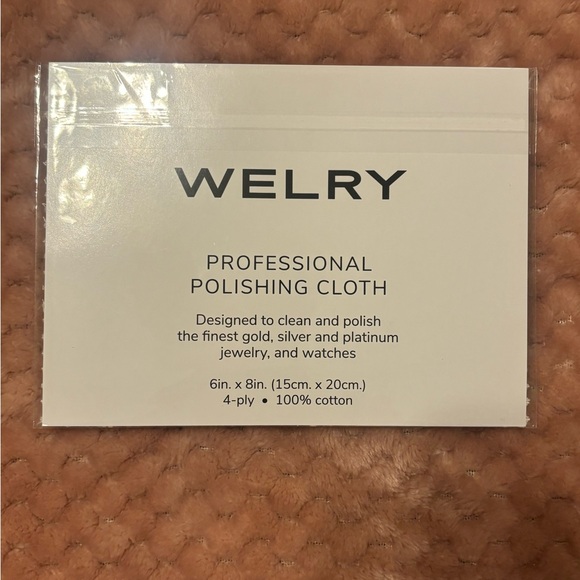 WELRY
PROFESSIONAL
POLISHING CLOTH
Designed to clean and polish
the finest gold, silver and platinum
jewelry, and watches
6in. x 8in. (15cm. x 20cm.)
4-ply • 100% cotton